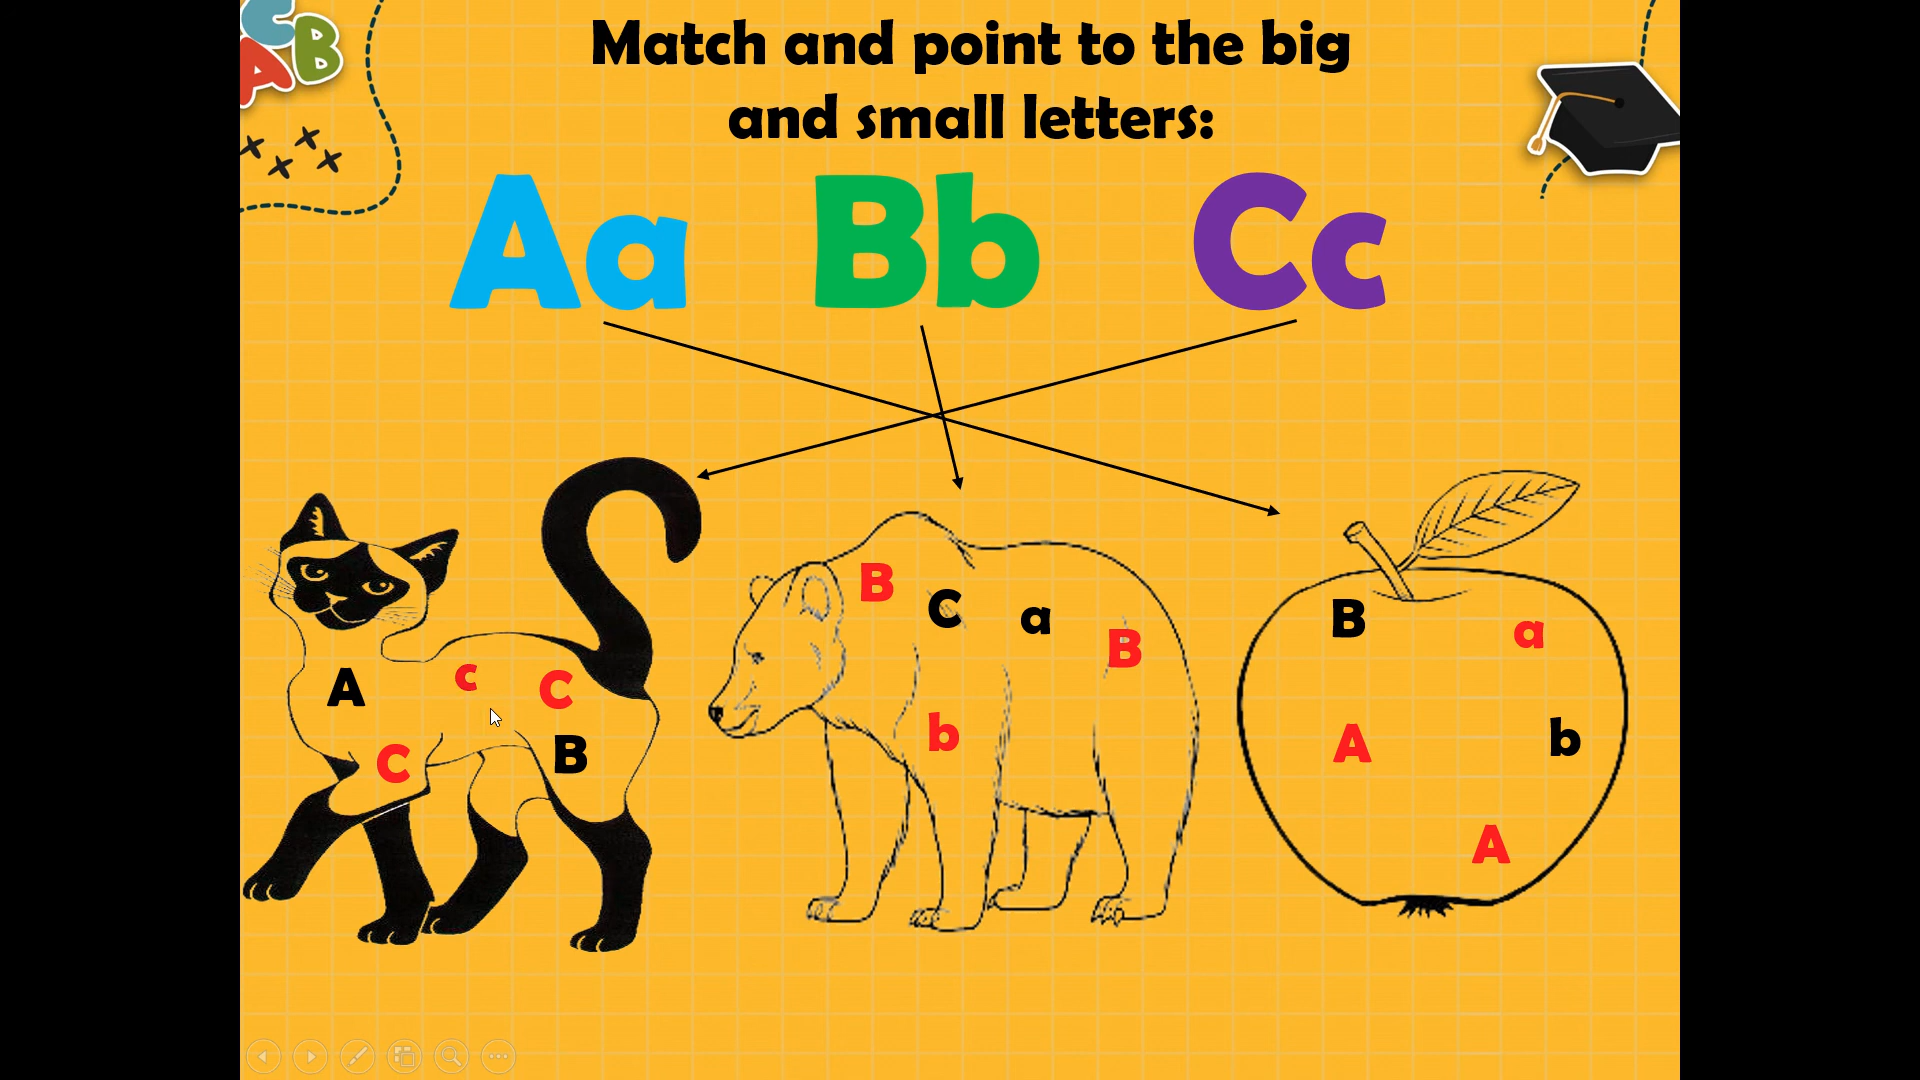 C
A B
Match and point to the big
and small letters:
Aa Bb Cc
A c C
C B
B C a B
b
B a
A b
A